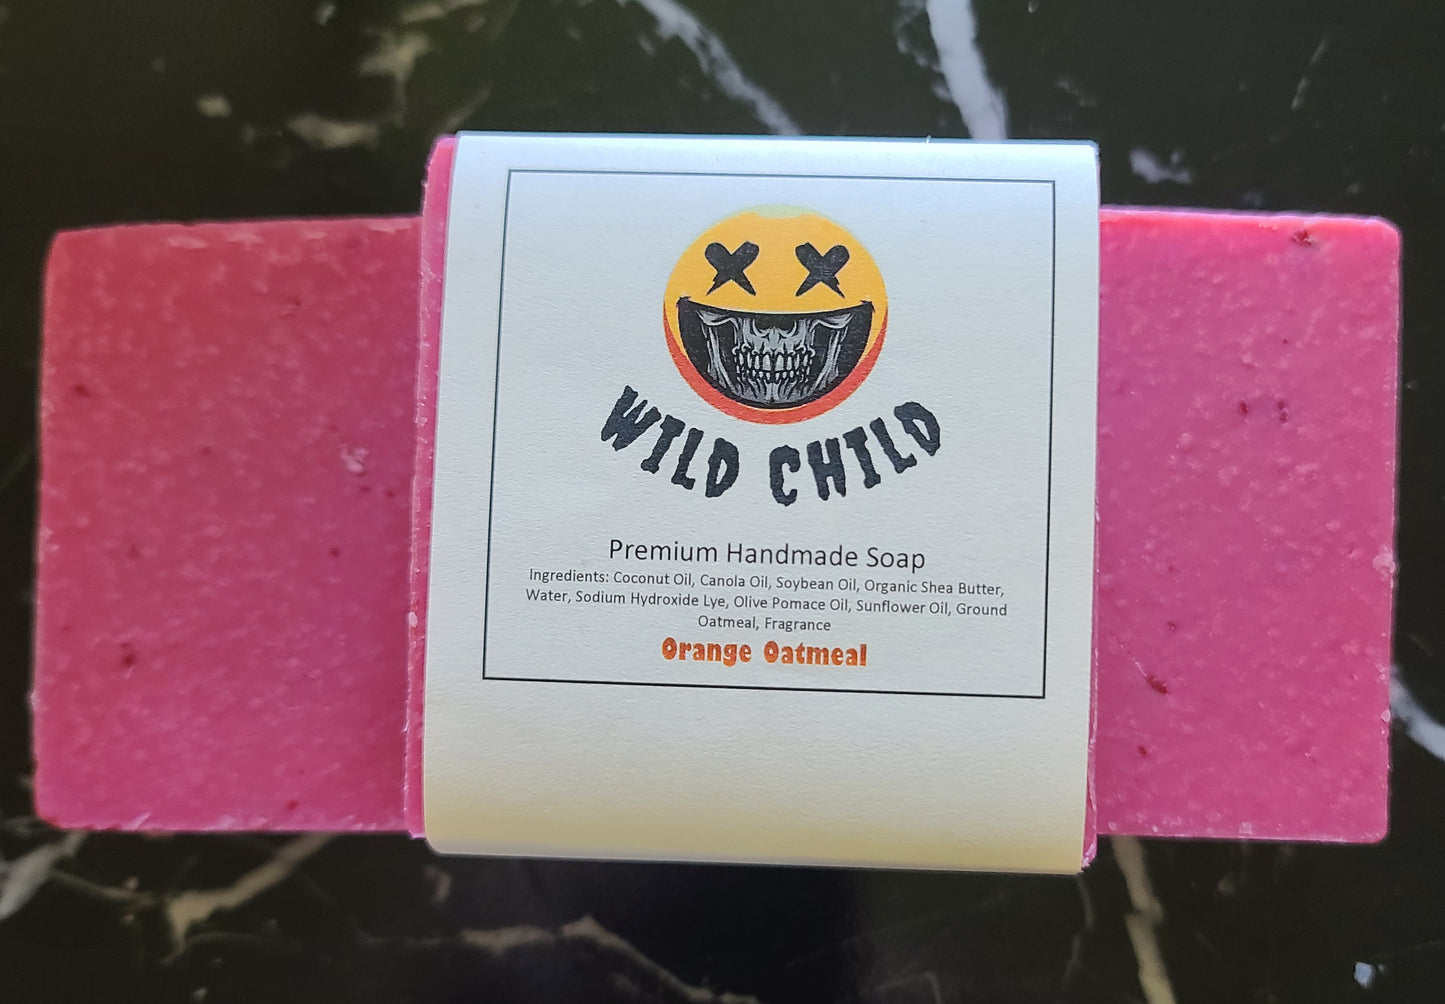 WILD CHILD
Premium Handmade Soap
Ingredients: Coconut Oil, Canola Oil, Soybean Oil, Organic Shea Butter,
Water, Sodium Hydroxide Lye, Olive Pomace Oil, Sunflower Oil, Ground
Oatmeal, Fragrance
Orange Oatmeal